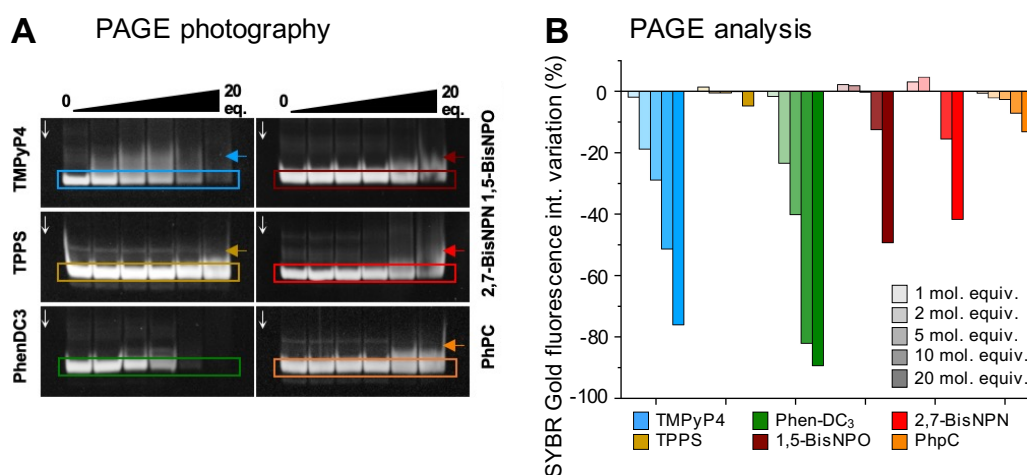 A PAGE photography
0 20 eq.
0 20 eq.
TMPyP4
1,5-BisNPO
TPPS
2,7-BisNPN
PhenDC3
PhPC
B PAGE analysis
SYBR Gold fluorescence int. variation (%)
0
-20
-40
-60
-80
-100
1 mol. equiv.
2 mol. equiv.
5 mol. equiv.
10 mol. equiv.
20 mol. equiv.
TMPyP4 Phen-DC₃ 2,7-BisNPN
TPPS 1,5-BisNPO PhpC